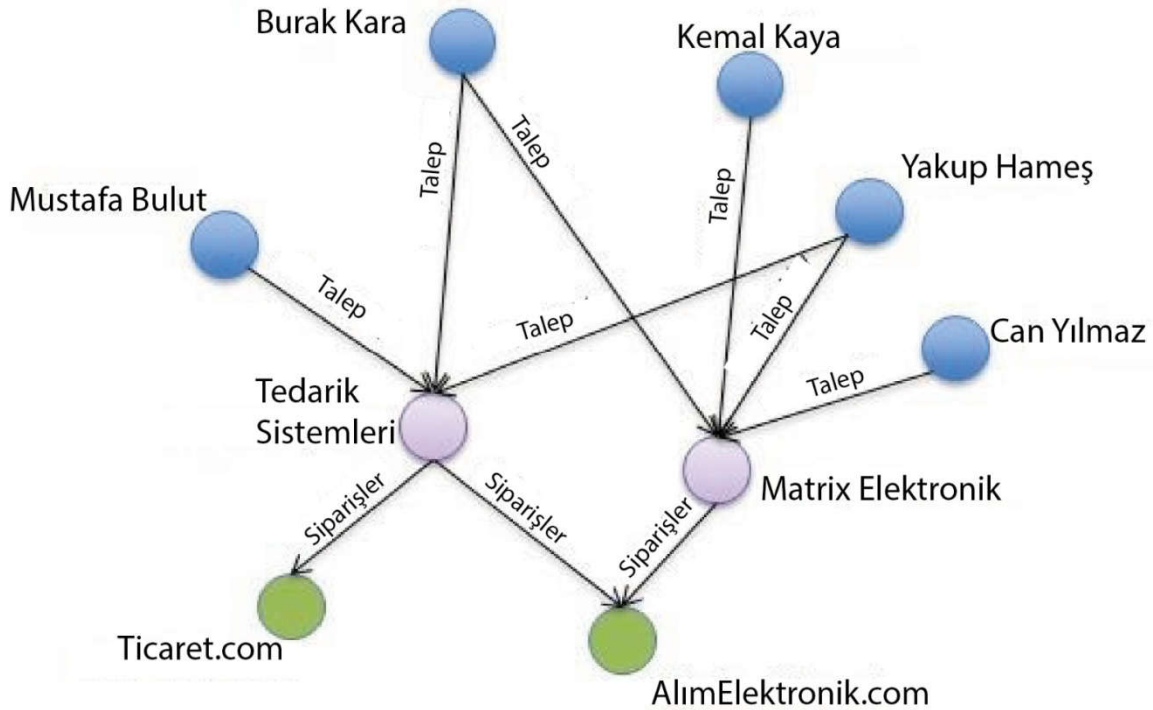 Burak Kara
Kemal Kaya
Yakup Hameş
Mustafa Bulut
Can Yılmaz
Talep
Talep
Talep
Talep
Talep
Talep
Talep
Tedarik
Sistemleri
Matrix Elektronik
Siparişler
Siparişler
Siparişler
Ticaret.com
AlımElektronik.com